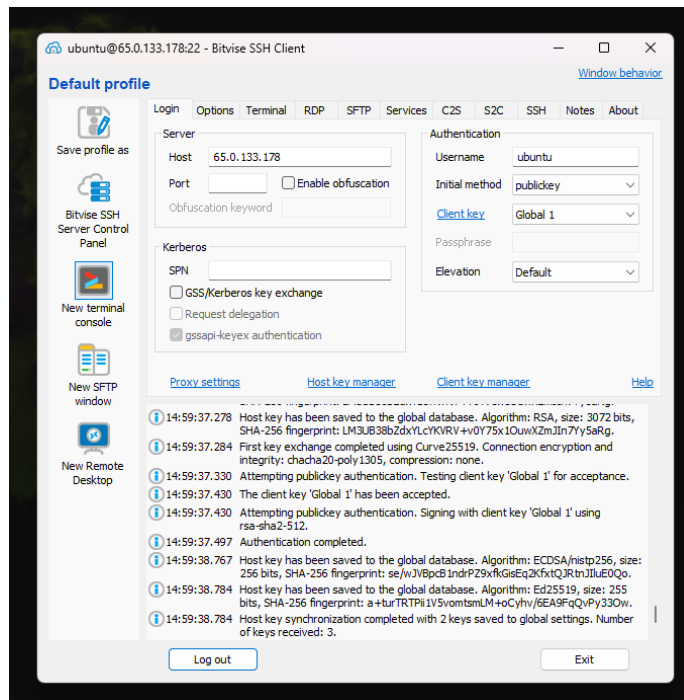 ubuntu@65.0.133.178:22 - Bitvise SSH Client
Default profile
Window behavior
Save profile as
Bitvise SSH
Server Control
Panel
New terminal
console
New SFTP
window
New Remote
Desktop
Login Options Terminal RDP SFTP Services C2S S2C SSH Notes About
Server
Host 65.0.133.178
Port Enable obfuscation
Obfuscation keyword
Kerberos
SPN
GSS/Kerberos key exchange
Request delegation
gssapi-keyex authentication
Authentication
Username ubuntu
Initial method publickey
Client key Global 1
Passphrase
Elevation Default
Proxy settings Host key manager Client key manager Help
14:59:37.278 Host key has been saved to the global database. Algorithm: RSA, size: 3072 bits,
SHA-256 fingerprint: LM3UB38bZdxYLcYKVRV+v0Y75x1OuwXZmJIn7Yy5aRg.
14:59:37.284 First key exchange completed using Curve25519. Connection encryption and
integrity: chacha20-poly1305, compression: none.
14:59:37.330 Attempting publickey authentication. Testing client key 'Global 1' for acceptance.
14:59:37.430 The client key 'Global 1' has been accepted.
14:59:37.430 Attempting publickey authentication. Signing with client key 'Global 1' using
rsa-sha2-512.
14:59:37.497 Authentication completed.
14:59:38.767 Host key has been saved to the global database. Algorithm: ECDSA/nistp256, size:
256 bits, SHA-256 fingerprint: se/wJVBpcB1ndrPZ9xfkGisEq2KfxtQJRtnJIluE0Qo.
14:59:38.784 Host key has been saved to the global database. Algorithm: Ed25519, size: 255
bits, SHA-256 fingerprint: a+turTRTPii1V5vomtsmLM+oCyhv/6EA9FqQvPy33Ow.
14:59:38.784 Host key synchronization completed with 2 keys saved to global settings. Number
of keys received: 3.
Log out Exit